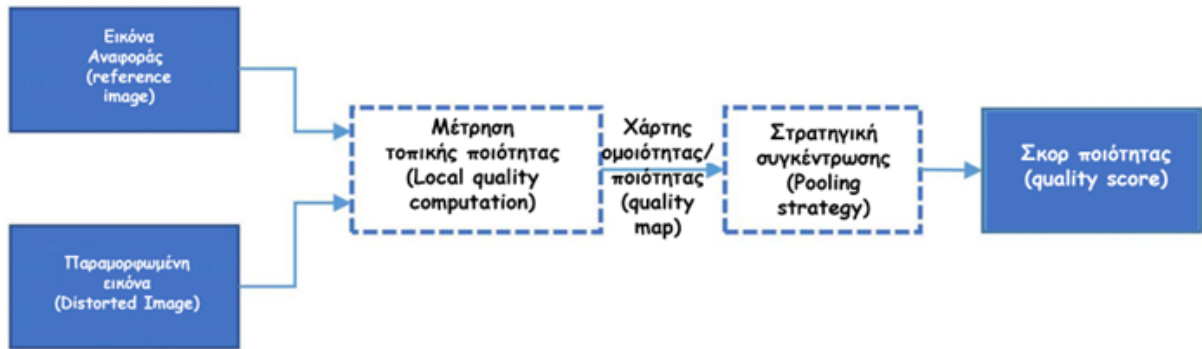 Εικόνα
Αναφοράς
(reference
image)
Μέτρηση
τοπικής ποιότητας
(Local quality
computation)
Χάρτης
ομοιότητας/
ποιότητας
(quality
map)
Στρατηγική
συγκέντρωσης
(Pooling
strategy)
Σκορ ποιότητας
(quality score)
Παραμορφωμένη
εικόνα
(Distorted Image)